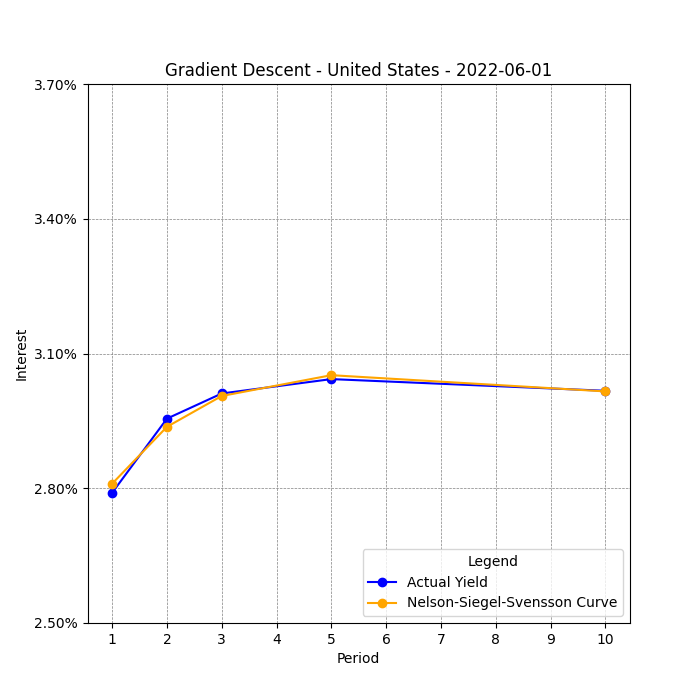 Gradient Descent - United States - 2022-06-01
3.70%
3.40%
3.10%
2.80%
2.50%
Interest
Legend
Actual Yield
Nelson-Siegel-Svensson Curve
1 2 3 4 5 6 7 8 9 10
Period